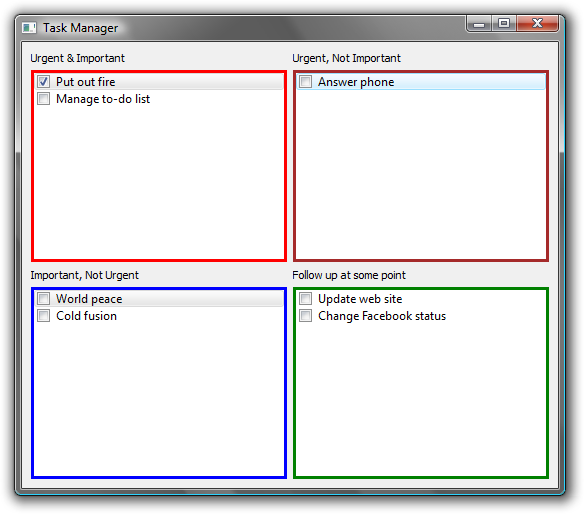 Task Manager
Urgent & Important
Urgent, Not Important
Put out fire
Answer phone
Manage to-do list
Important, Not Urgent
Follow up at some point
World peace
Update web site
Cold fusion
Change Facebook status